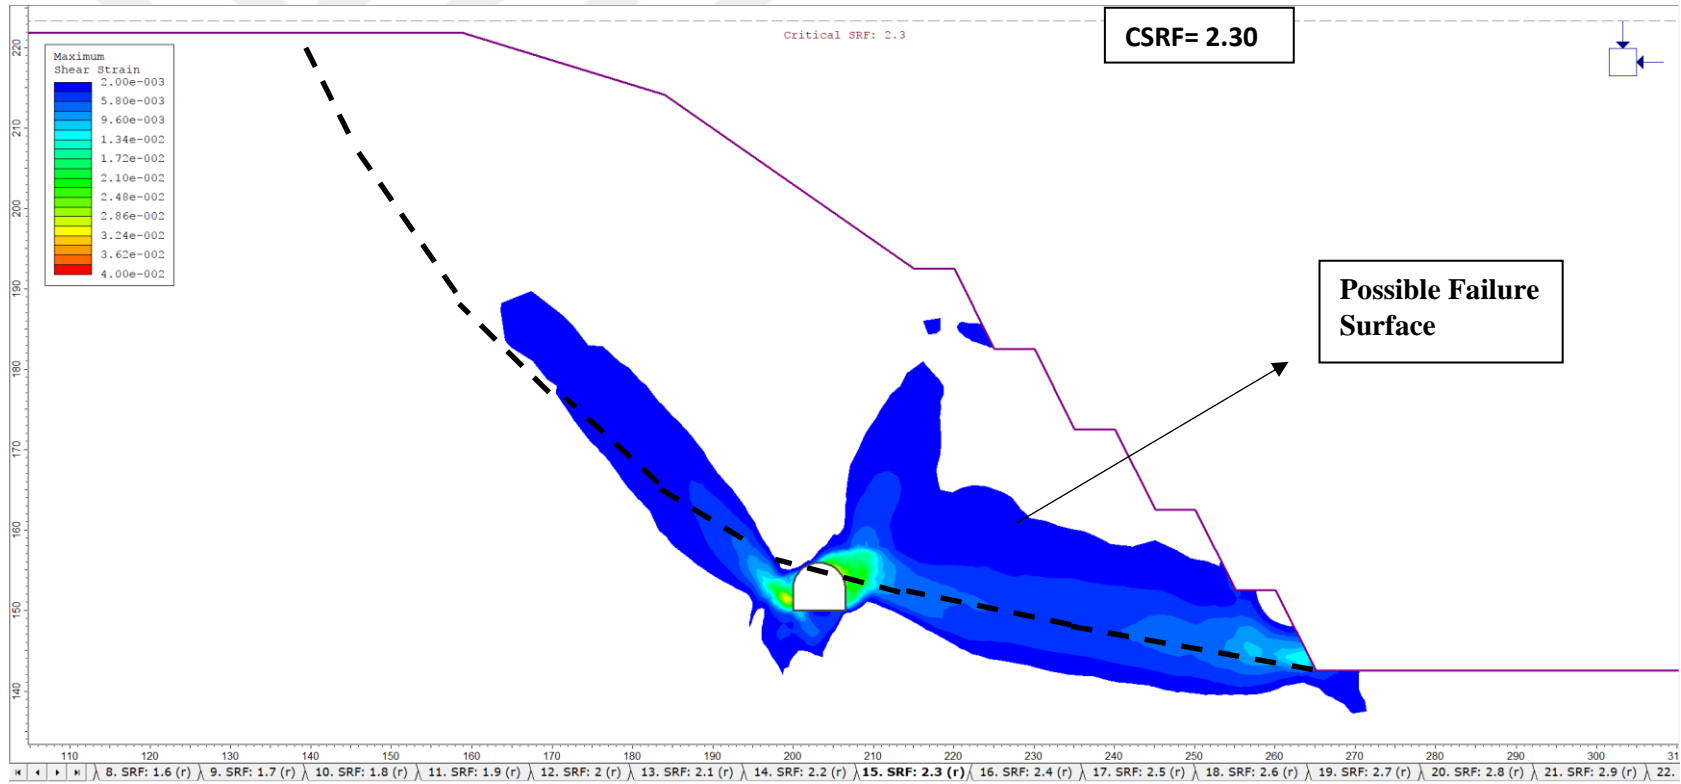 Critical SRF: 2.3
CSRF= 2.30
Maximum
Shear Strain
2.00e-003
5.80e-003
9.60e-003
1.34e-002
1.72e-002
2.10e-002
2.48e-002
2.86e-002
3.24e-002
3.62e-002
4.00e-002
Possible Failure
Surface
220
210
200
190
180
170
160
150
140
110 120 130 140 150 160 170 180 190 200 210 220 230 240 250 260 270 280 290 300 31
8. SRF: 1.6 (r) 9. SRF: 1.7 (r) 10. SRF: 1.8 (r) 11. SRF: 1.9 (r) 12. SRF: 2 (r) 13. SRF: 2.1 (r) 14. SRF: 2.2 (r) 15. SRF: 2.3 (r) 16. SRF: 2.4 (r) 17. SRF: 2.5 (r) 18. SRF: 2.6 (r) 19. SRF: 2.7 (r) 20. SRF: 2.8 (r) 21. SRF: 2.9 (r) 22.